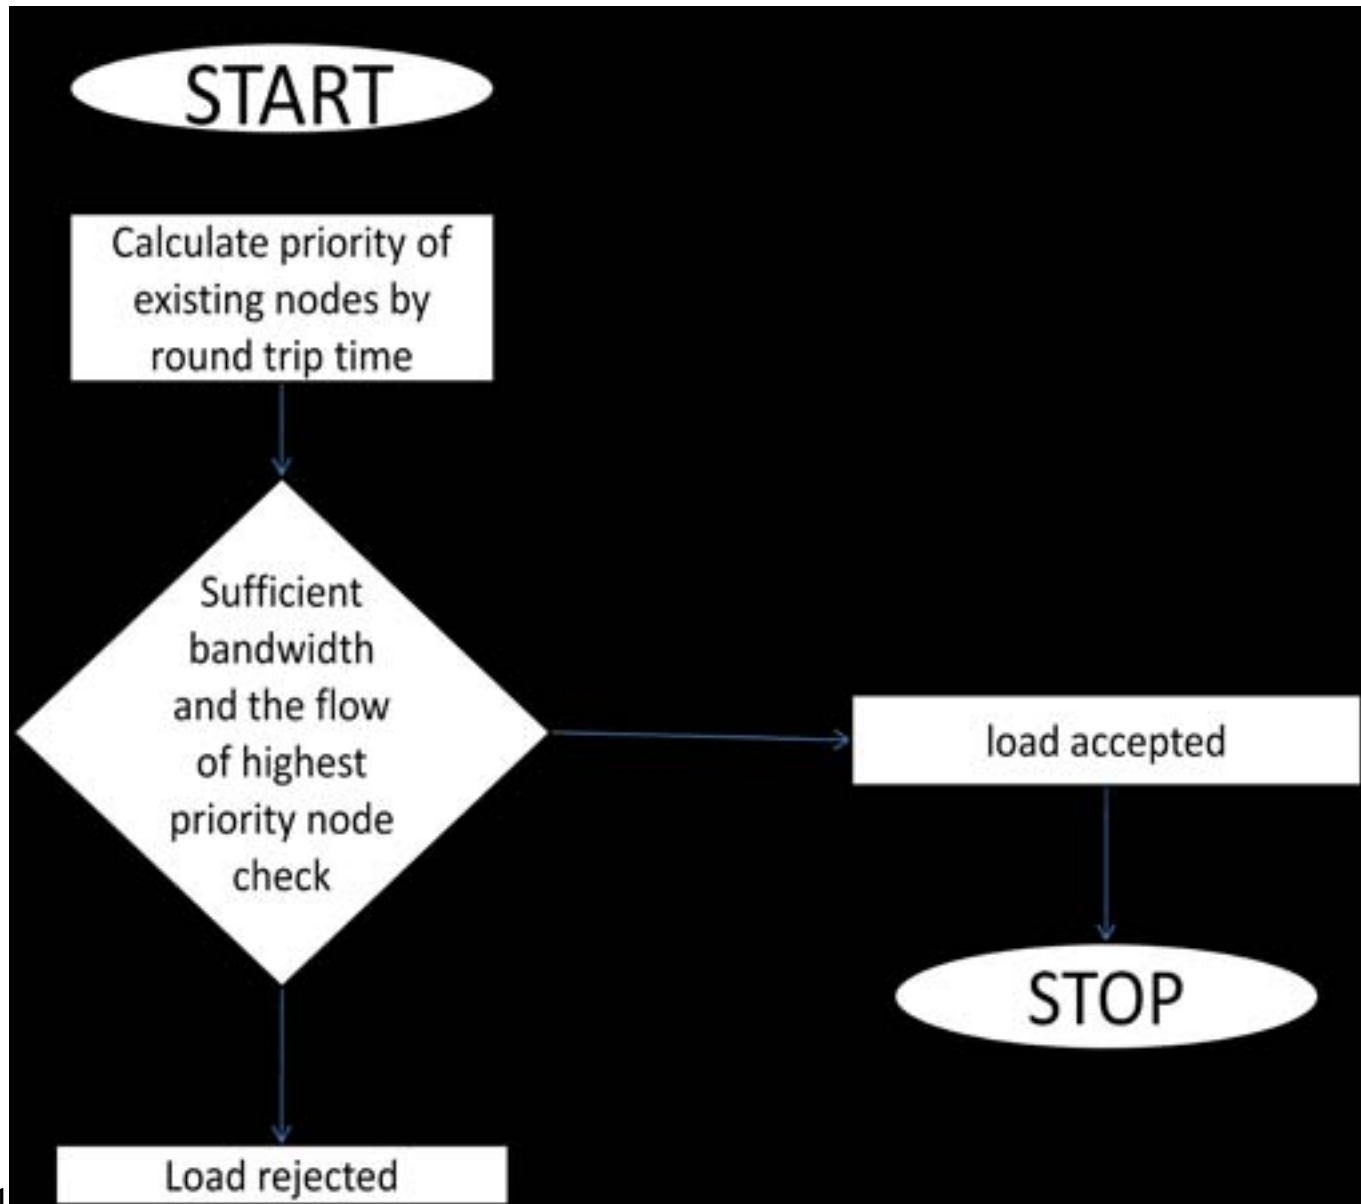 START
Calculate priority of
existing nodes by
round trip time
Sufficient
bandwidth
and the flow
of highest
priority node
check
load accepted
STOP
Load rejected